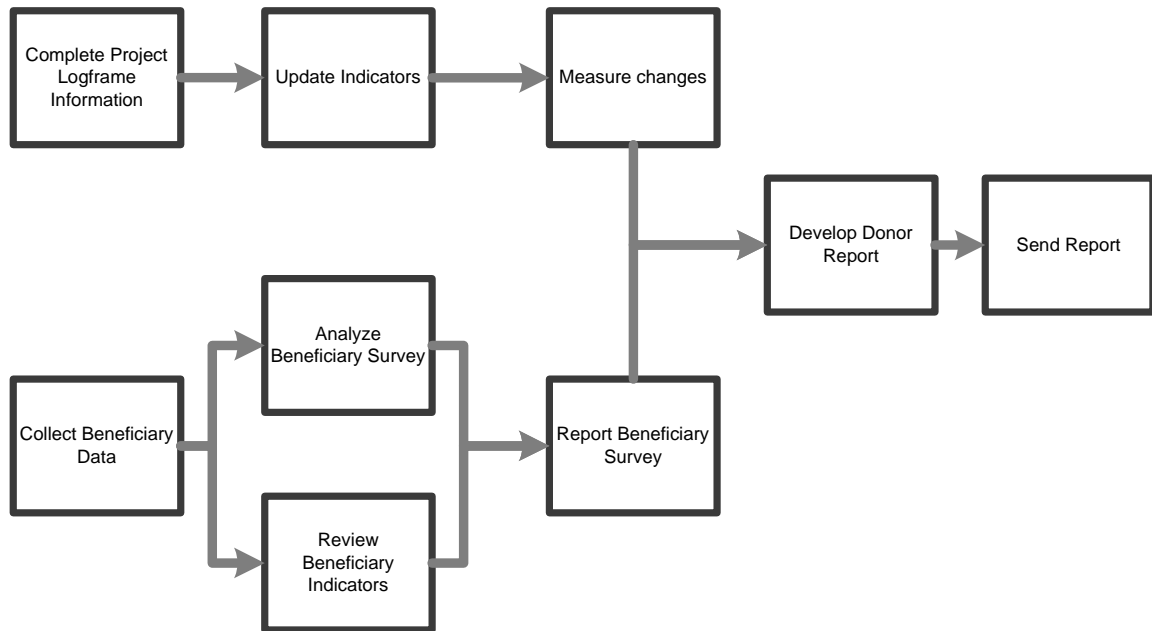 Complete Project
Logframe
Information
Update Indicators
Measure changes
Develop Donor
Report
Send Report
Analyze
Beneficiary Survey
Collect Beneficiary
Data
Report Beneficiary
Survey
Review
Beneficiary
Indicators